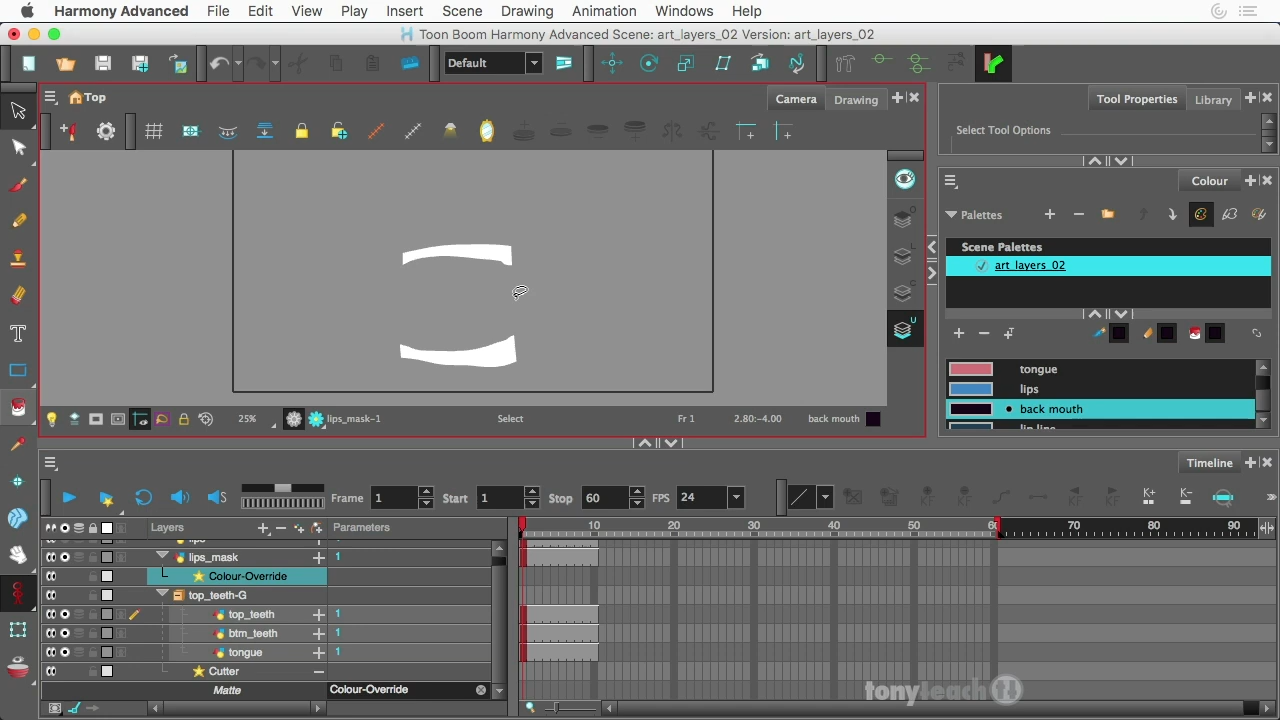 Harmony Advanced File Edit View Play Insert Scene Drawing Animation Windows Help
Toon Boom Harmony Advanced Scene: art_layers_02 Version: art_layers_02
Default
Top Camera Drawing
Tool Properties Library
Select Tool Options
Colour
Palettes
Scene Palettes
art_layers_02
tongue
lips
back mouth
25% lips_mask-1 Select Fr 1 2.80:-4.00 back mouth
Timeline
Frame 1 Start 1 Stop 60 FPS 24
Layers Parameters 10 20 30 40 50 60 70 80 90
lips_mask 1
Colour-Override
top_teeth-G
top_teeth 1
btm_teeth 1
tongue 1
Cutter
Matte Colour-Override
tonyteach